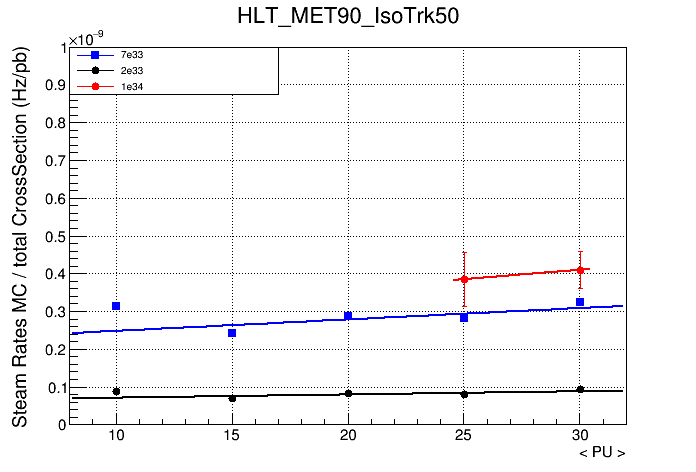 HLT_MET90_IsoTrk50
×10⁻⁹
1
7e33
2e33
1e34
0.9
0.8
0.7
0.6
0.5
0.4
0.3
0.2
0.1
0
Steam Rates MC / total CrossSection (Hz/pb)
10 15 20 25 30
< PU >